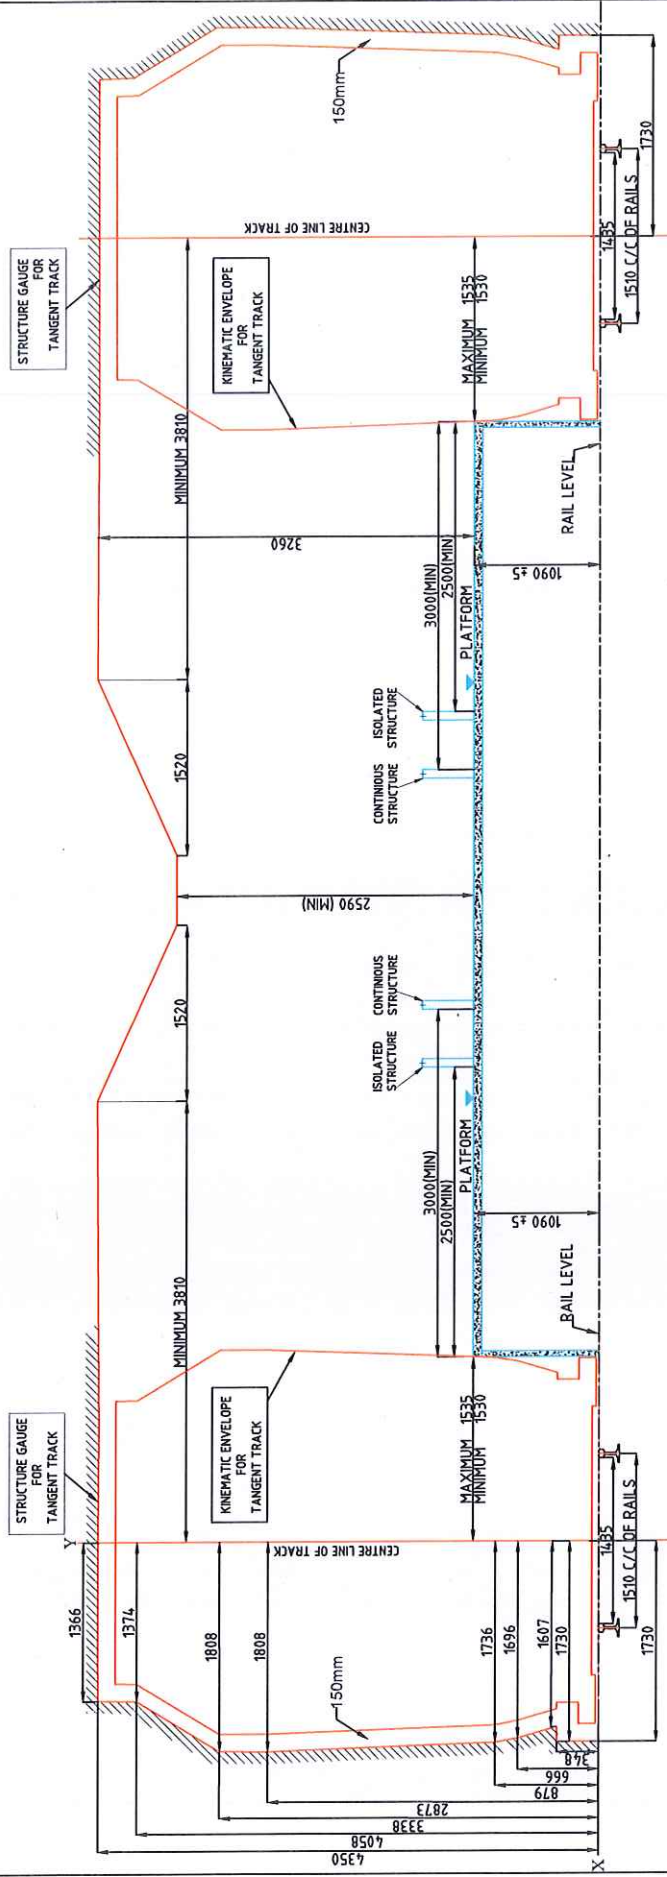 STRUCTURE GAUGE
FOR
TANGENT TRACK
STRUCTURE GAUGE
FOR
TANGENT TRACK
Y
1366
1374
1808
1808
1736
1696
1607
1730
4350
4058
3338
2873
879
666
348
X
150mm
CENTRE LINE OF TRACK
KINEMATIC ENVELOPE
FOR
TANGENT TRACK
MINIMUM 3810
MAXIMUM 1535
MINIMUM 1530
1435
1510 C/C OF RAILS
1730
RAIL LEVEL
1090 ±5
PLATFORM
3000(MIN)
2500(MIN)
ISOLATED
STRUCTURE
CONTINIOUS
STRUCTURE
1520
2590 (MIN)
1520
CONTINIOUS
STRUCTURE
ISOLATED
STRUCTURE
3000(MIN)
2500(MIN)
PLATFORM
3260
1090 ±5
RAIL LEVEL
MINIMUM 3810
KINEMATIC ENVELOPE
FOR
TANGENT TRACK
CENTRE LINE OF TRACK
MAXIMUM 1535
MINIMUM 1530
150mm
1435
1510 C/C OF RAILS
1730